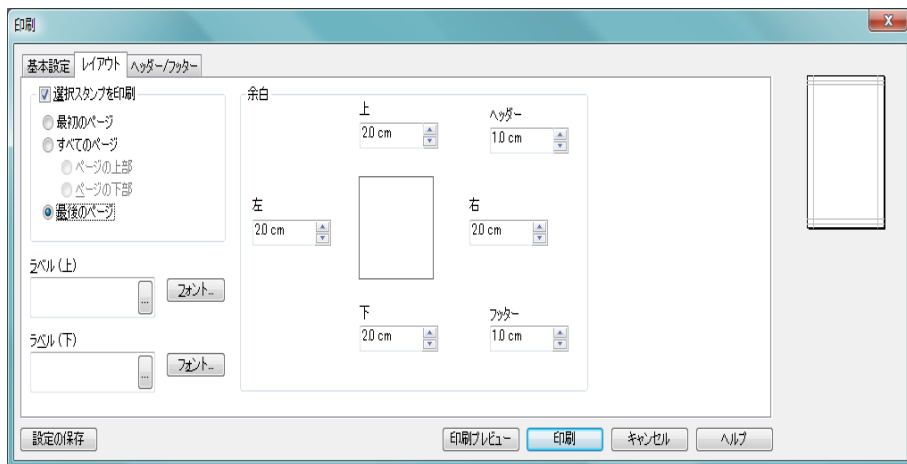 印刷
基本設定 レイアウト ヘッダー/フッター
選択スタンプを印刷
最初のページ
すべてのページ
ページの上部
ページの下部
最後のページ
ラベル(上)
... フォント...
ラベル(下)
... フォント...
余白
上 ヘッダー
2.0 cm 1.0 cm
左 右
2.0 cm 2.0 cm
下 フッター
2.0 cm 1.0 cm
設定の保存 印刷プレビュー 印刷 キャンセル ヘルプ